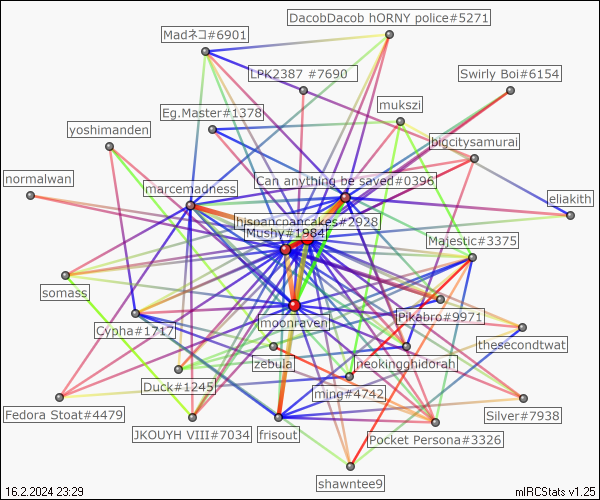 DacobDacob hORNY police#5271
Madネコ#6901
LPK2387 #7690
Swirly Boi#6154
mukszi
Eg.Master#1378
yoshimanden
bigcitysamurai
normalwan
Can anything be saved#0396
marcemadness
eliakith
hispancpancakes#2928
Mushy#1984
Majestic#3375
somass
Pikabro#9971
moonraven
Cypha#1717
thesecondtwat
zebula
neokingghidorah
Duck#1245
ming#4742
Fedora Stoat#4479
Silver#7938
JKOUYH VIII#7034
frisout
Pocket Persona#3326
shawntee9
16.2.2024 23:29
mIRCStats v1.25